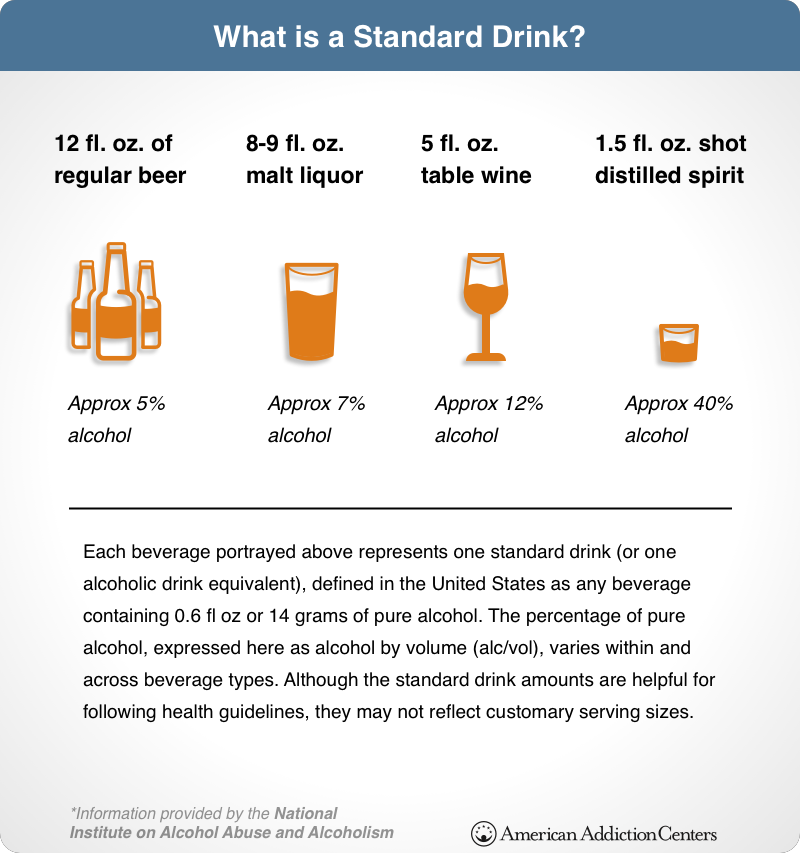 What is a Standard Drink?
12 fl. oz. of
regular beer
8-9 fl. oz.
malt liquor
5 fl. oz.
table wine
1.5 fl. oz. shot
distilled spirit
Approx 5%
alcohol
Approx 7%
alcohol
Approx 12%
alcohol
Approx 40%
alcohol
Each beverage portrayed above represents one standard drink (or one
alcoholic drink equivalent), defined in the United States as any beverage
containing 0.6 fl oz or 14 grams of pure alcohol. The percentage of pure
alcohol, expressed here as alcohol by volume (alc/vol), varies within and
across beverage types. Although the standard drink amounts are helpful for
following health guidelines, they may not reflect customary serving sizes.
*Information provided by the National
Institute on Alcohol Abuse and Alcoholism
American Addiction Centers